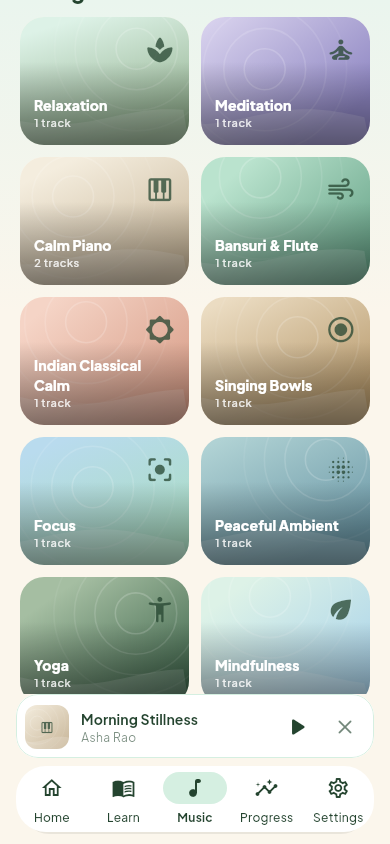 Relaxation
1 track
Meditation
1 track
Calm Piano
2 tracks
Bansuri & Flute
1 track
Indian Classical
Calm
1 track
Singing Bowls
1 track
Focus
1 track
Peaceful Ambient
1 track
Yoga
1 track
Mindfulness
1 track
Morning Stillness
Asha Rao
Home
Learn
Music
Progress
Settings